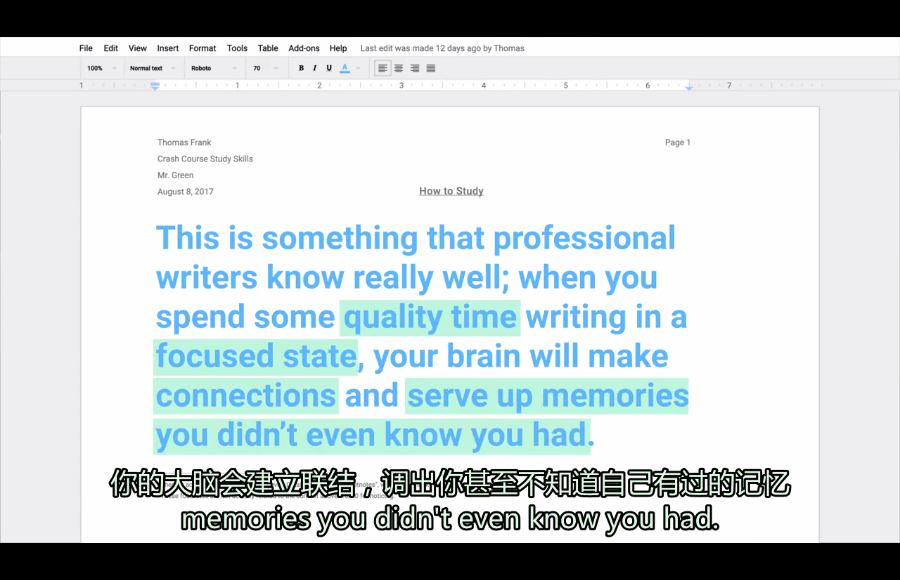 File Edit View Insert Format Tools Table Add-ons Help Last edit was made 12 days ago by Thomas
100% Normal text Roboto 70 B I U A
1 1 2 3 4 5 6 7
Thomas Frank Page 1
Crash Course Study Skills
Mr. Green
August 8, 2017 How to Study
This is something that professional
writers know really well; when you
spend some quality time writing in a
focused state, your brain will make
connections and serve up memories
you didn't even know you had.
你的大脑会建立联结，调出你甚至不知道自己有过的记忆
memories you didn't even know you had.